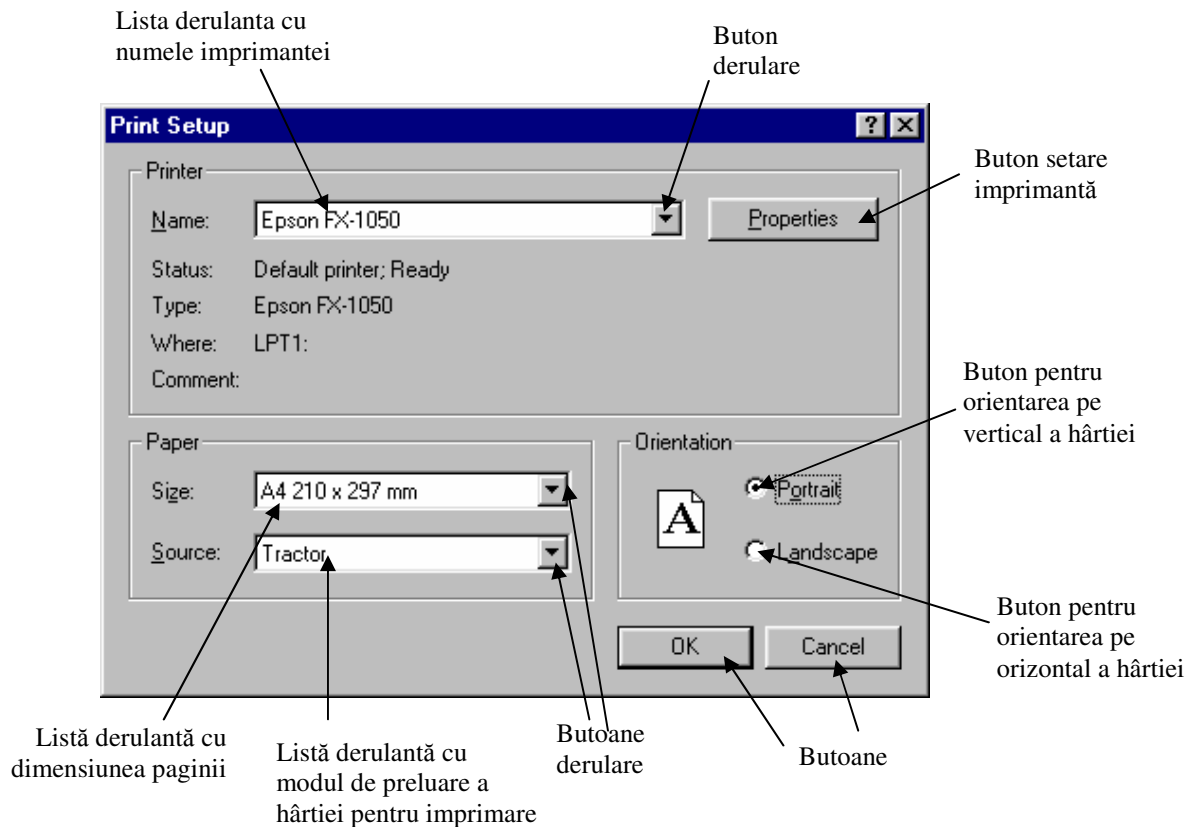 Lista derulanta cu
numele imprimantei
Buton
derulare
Print Setup
Printer
Buton setare
imprimantă
Name:
Epson FX-1050
Properties
Status:
Default printer; Ready
Type:
Epson FX-1050
Where:
LPT1:
Comment:
Buton pentru
orientarea pe
vertical a hârtiei
Paper
Orientation
Size:
A4 210 x 297 mm
Portrait
A
Source:
Tractor
Landscape
Buton pentru
orientarea pe
orizontal a hârtiei
OK
Cancel
Listă derulantă cu
dimensiunea paginii
Listă derulantă cu
modul de preluare a
hârtiei pentru imprimare
Butoane
derulare
Butoane